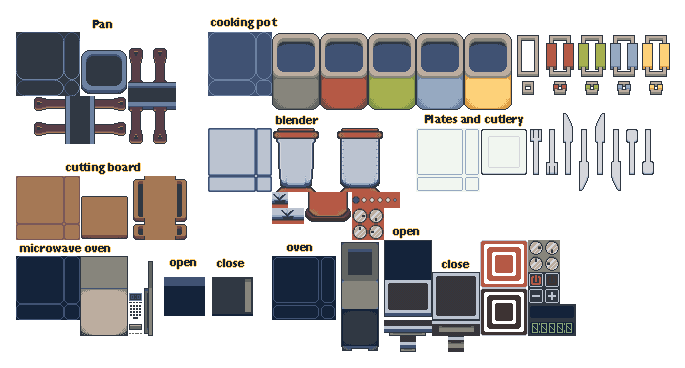 Pan
cooking pot
blender
Plates and cutlery
cutting board
microwave oven
open
close
oven
open
close